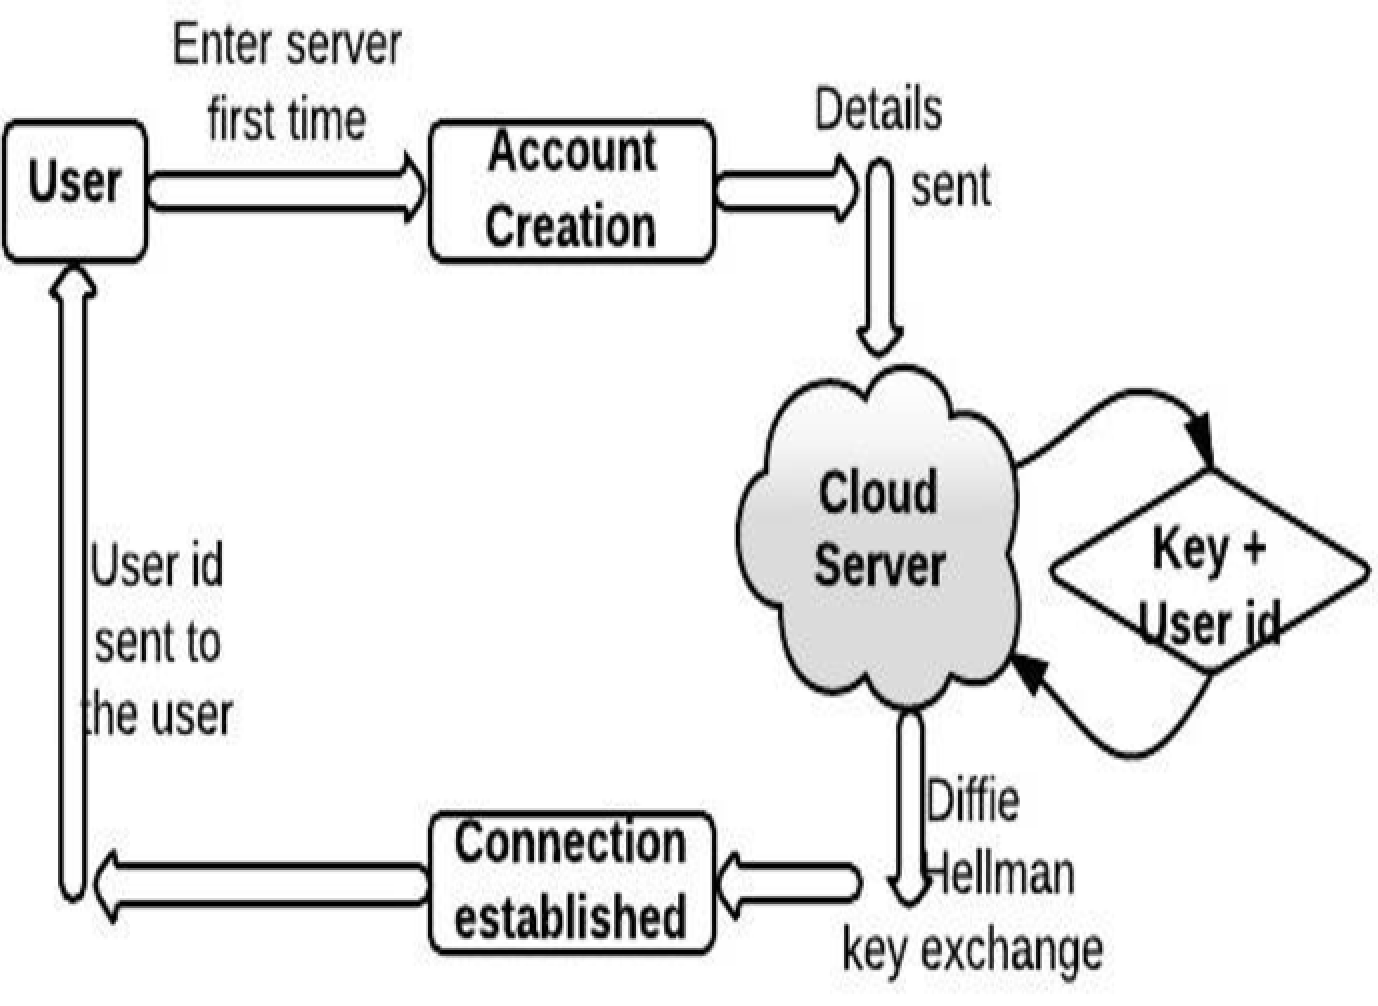 Enter server
first time
User
Account
Creation
Details
sent
Cloud
Server
Key +
User id
User id
sent to
the user
Diffie
Hellman
key exchange
Connection
established